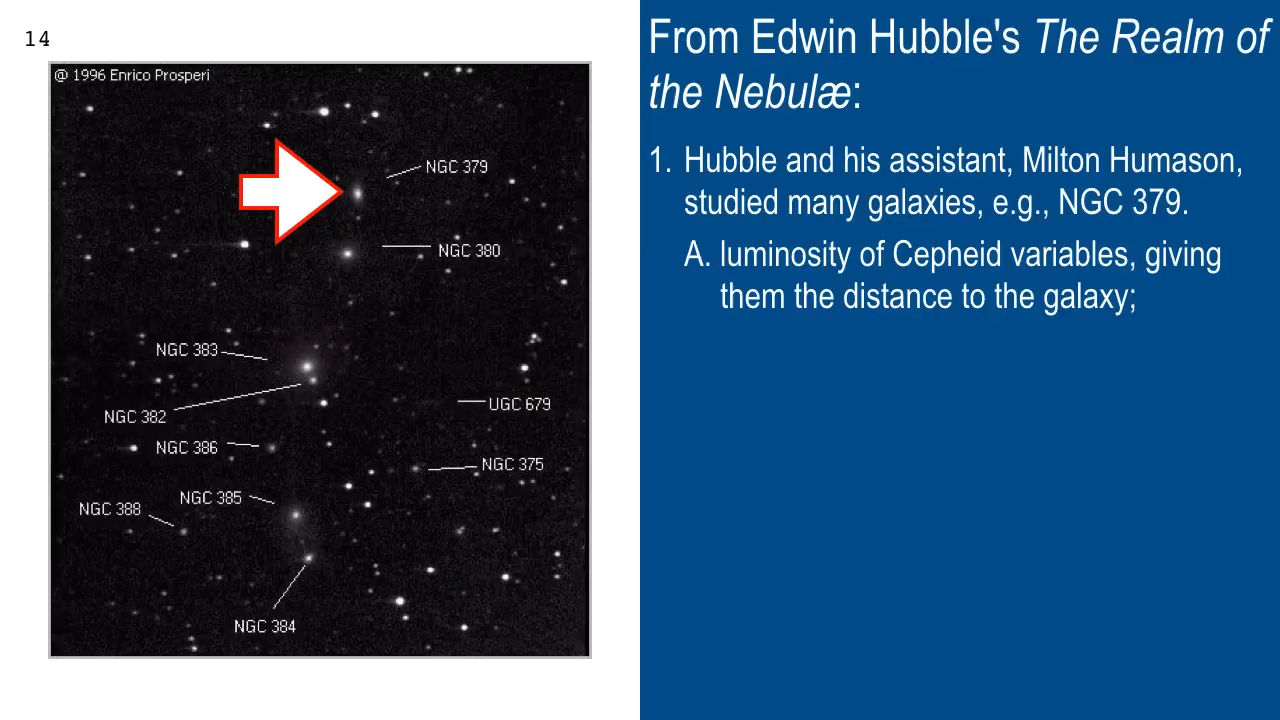 14
@ 1996 Enrico Prosperi
NGC 379
NGC 380
NGC 383
NGC 382
UGC 679
NGC 386
NGC 375
NGC 385
NGC 388
NGC 384
From Edwin Hubble's The Realm of
the Nebulæ:
1. Hubble and his assistant, Milton Humason,
studied many galaxies, e.g., NGC 379.
A. luminosity of Cepheid variables, giving
them the distance to the galaxy;